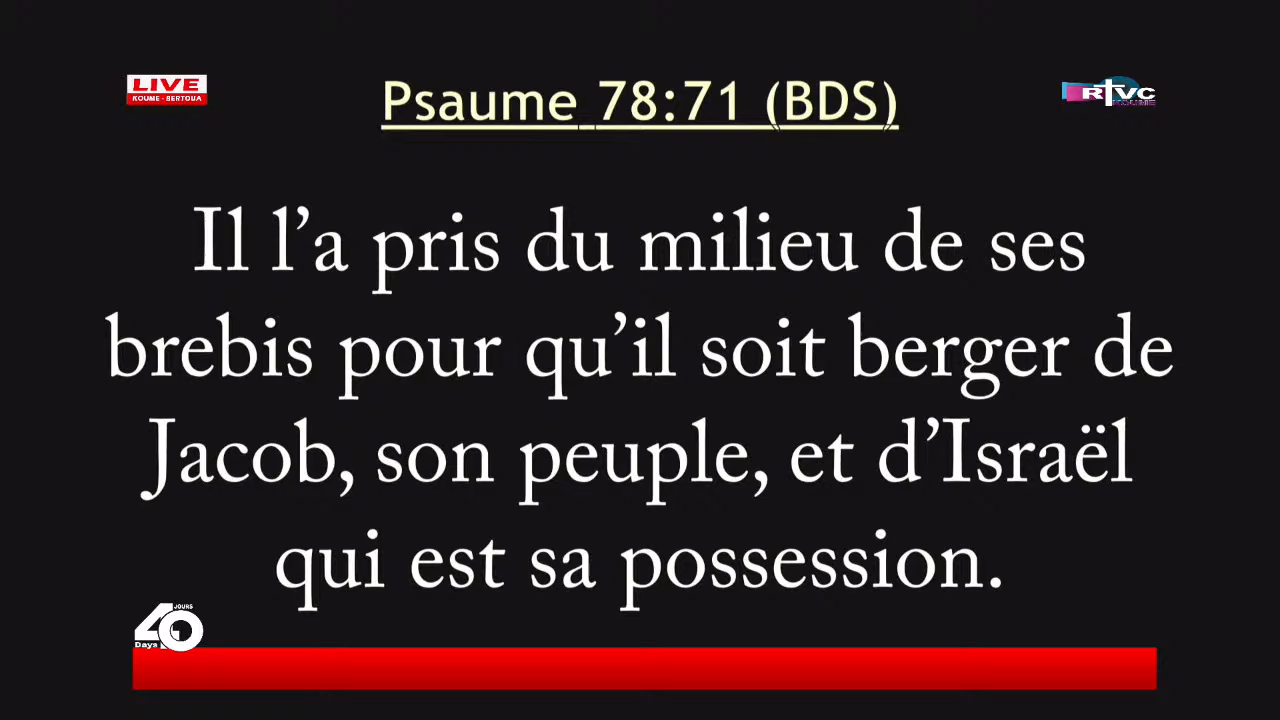 LIVE
KOUME - BERTOUA
Psaume 78:71 (BDS)
RTVC
KOUME
Il l’a pris du milieu de ses
brebis pour qu’il soit berger de
Jacob, son peuple, et d’Israël
qui est sa possession.
40
JOURS
Days